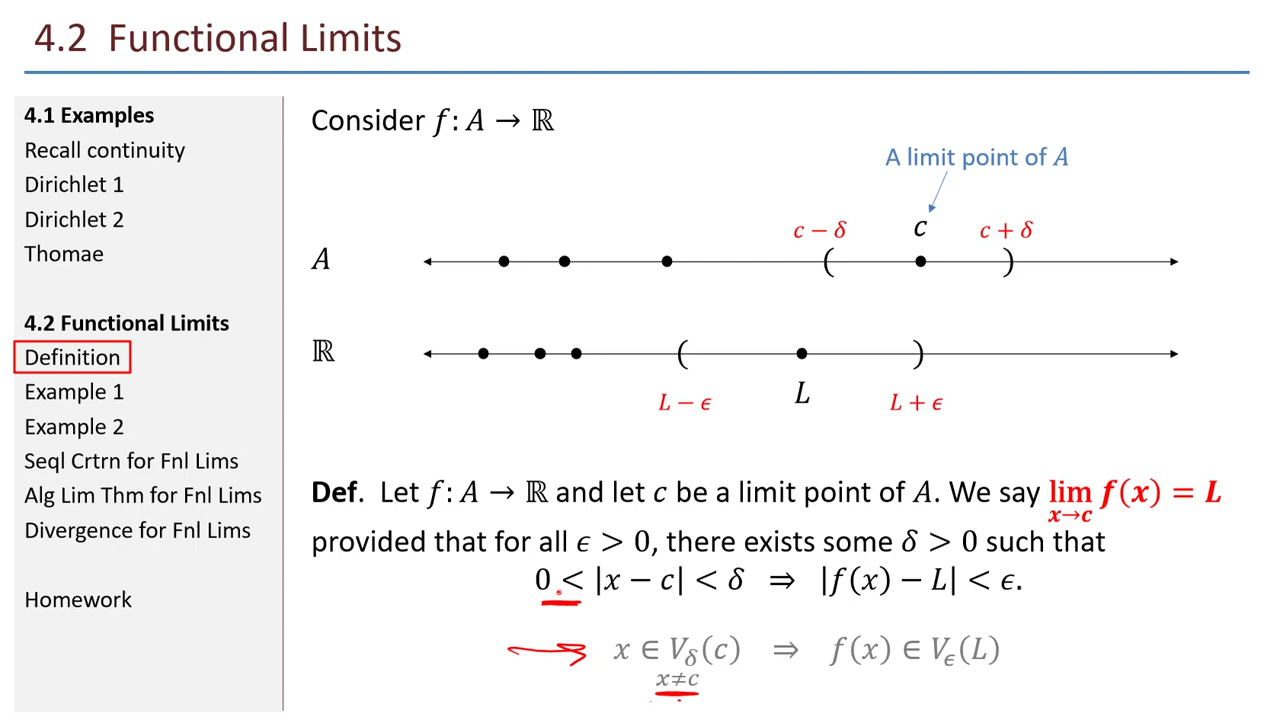 4.2 Functional Limits
4.1 Examples
Recall continuity
Dirichlet 1
Dirichlet 2
Thomae
4.2 Functional Limits
Definition
Example 1
Example 2
Seql Crtrn for Fnl Lims
Alg Lim Thm for Fnl Lims
Divergence for Fnl Lims
Homework
Consider f: A → ℝ
A limit point of A
c − δ c c + δ
A
ℝ
L − ϵ L L + ϵ
Def. Let f: A → ℝ and let c be a limit point of A. We say lim x→c f(x) = L
provided that for all ϵ > 0, there exists some δ > 0 such that
0 < |x − c| < δ ⇒ |f(x) − L| < ϵ.
x ∈ V_δ(c) ⇒ f(x) ∈ V_ϵ(L)
x≠c